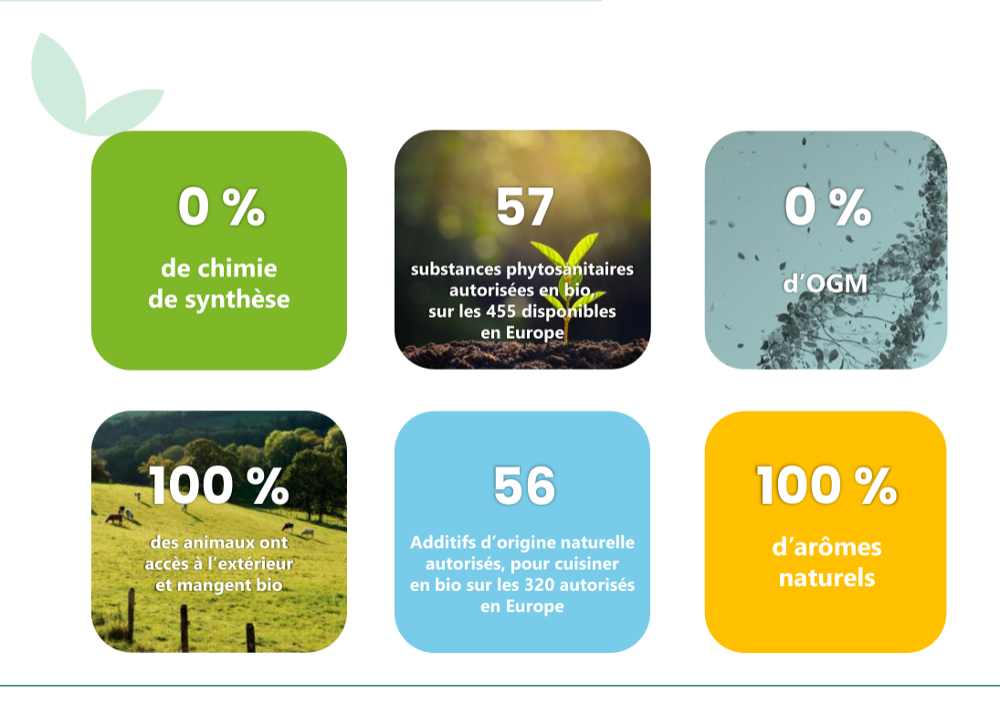 0 %
de chimie
de synthèse
57
substances phytosanitaires
autorisées en bio,
sur les 455 disponibles
en Europe
0 %
d’OGM
100 %
des animaux ont
accès à l’extérieur
et mangent bio
56
Additifs d’origine naturelle
autorisés, pour cuisiner
en bio sur les 320 autorisés
en Europe
100 %
d’arômes
naturels